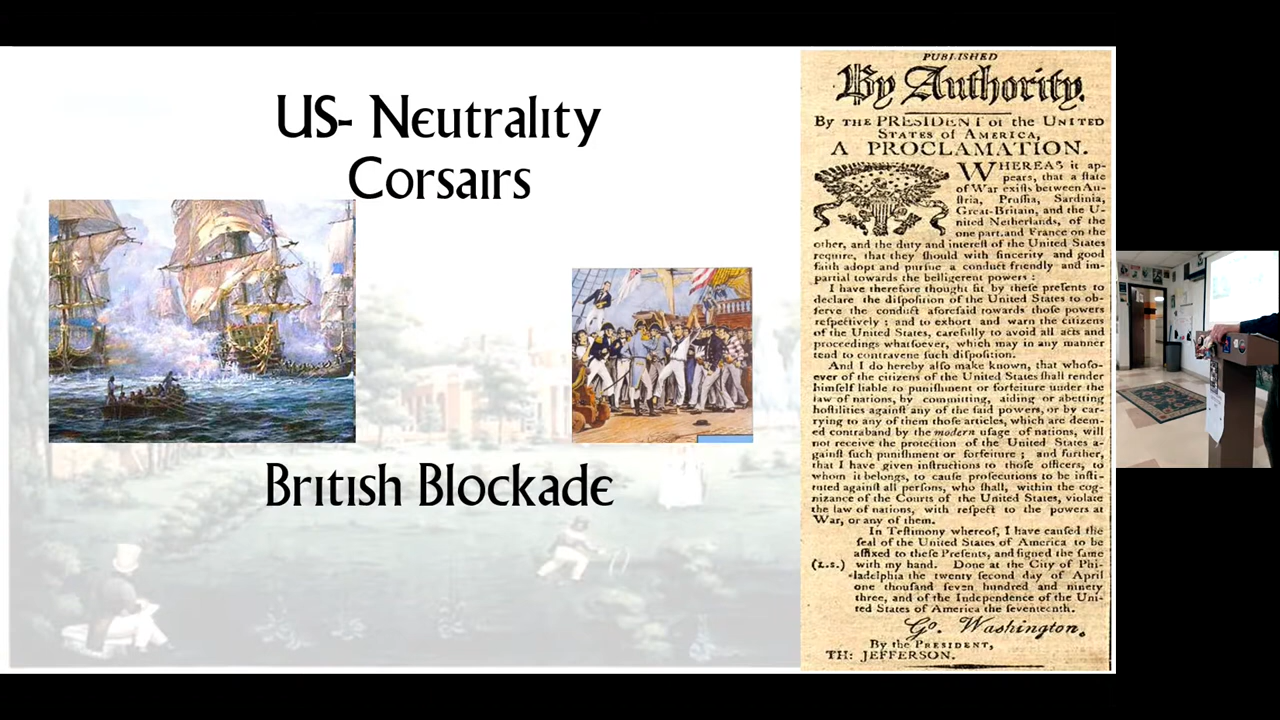 US- Neutrality
Corsairs
British Blockade
PUBLISHED
By Authority.
By THE PRESIDENT of the UNITED
STATES of AMERICA,
A PROCLAMATION.
WHEREAS it ap-
pears, that a ſtate
of War exiſts between Au-
ſtria, Pruſſia, Sardinia,
Great-Britain, and the U-
nited Netherlands, of the
one part and France on the
other, and the duty and intereſt of the United States
require, that they ſhould with ſincerity and good
faith adopt and purſue a conduct friendly and im-
partial towards the belligerent powers:
I have therefore thought fit by theſe preſents to
declare the diſpoſition of the United States to ob-
ſerve the conduct aforeſaid towards thoſe powers
reſpectively; and to exhort and warn the citizens
of the United States, carefully to avoid all acts and
proceedings whatſoever, which may in any manner
tend to contravene ſuch diſpoſition.
And I do hereby alſo make known, that whoſo-
ever of the citizens of the United States ſhall render
himſelf liable to puniſhment or forfeiture under the
law of nations, by committing, aiding or abetting
hoſtilities againſt any of the ſaid powers, or by car-
rying to any of them thoſe articles, which are deem-
ed contraband by the modern uſage of nations, will
not receive the protection of the United States a-
gainſt ſuch puniſhment or forfeiture; and further,
that I have given inſtructions to thoſe officers, to
whom it belongs, to cauſe proſecutions to be inſti-
tuted againſt all perſons, who ſhall, within the cog-
nizance of the Courts of the United States, violate
the law of nations, with reſpect to the powers at
War, or any of them.
In Teſtimony whereof, I have cauſed the
ſeal of the United States of America to be
affixed to theſe Preſents, and ſigned the ſame
(L.S.) with my hand. Done at the City of Phi-
ladelphia the twenty ſecond day of April
one thouſand ſeven hundred and ninety
three, and of the Independence of the Uni-
ted States of America the ſeventeenth.
Go. Waſhington.
By the PRESIDENT,
TH: JEFFERSON.